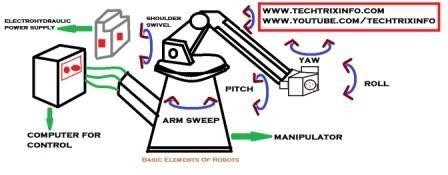 WWW.TECHTRIXINFO.COM
WWW.YOUTUBE.COM/TECHTRIXINFO
ELECTROHYDRAULIC
POWER SUPPLY
SHOULDER
SWIVEL
YAW
ROLL
PITCH
ARM SWEEP
COMPUTER FOR
CONTROL
MANIPULATOR
BASIC ELEMENTS OF ROBOTS